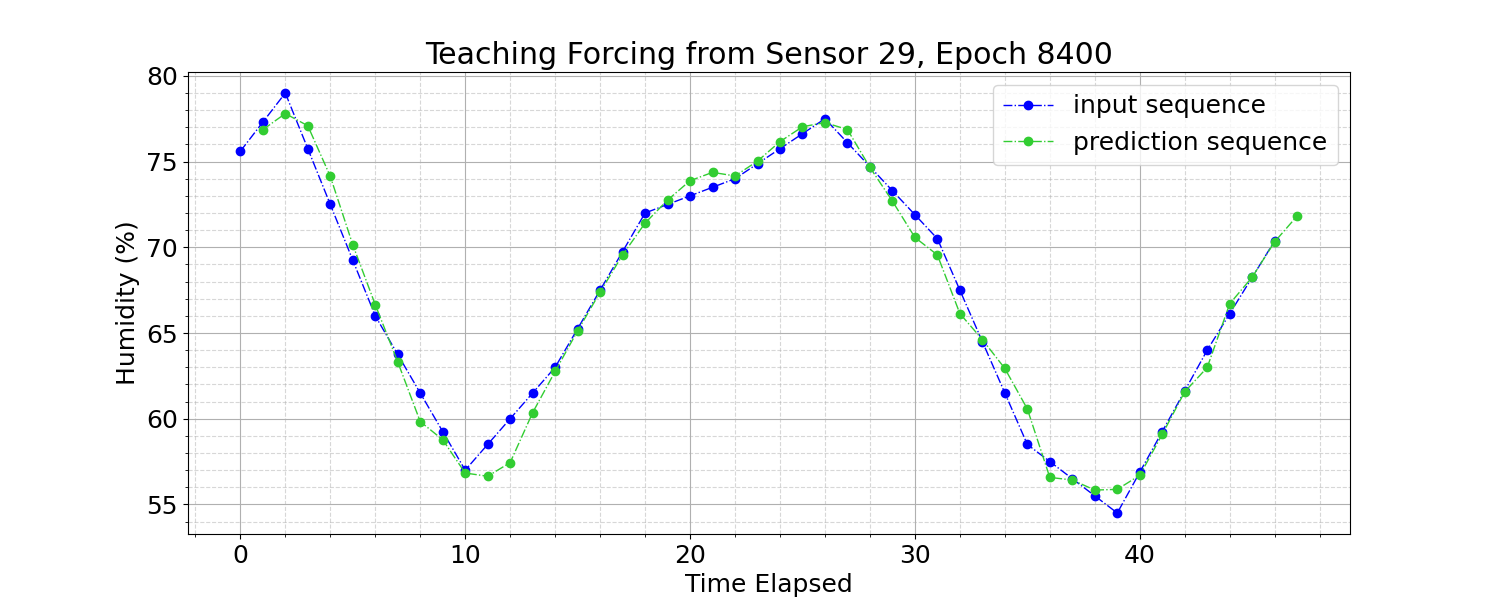 Teaching Forcing from Sensor 29, Epoch 8400
input sequence
prediction sequence
Humidity (%)
80
75
70
65
60
55
0 10 20 30 40
Time Elapsed